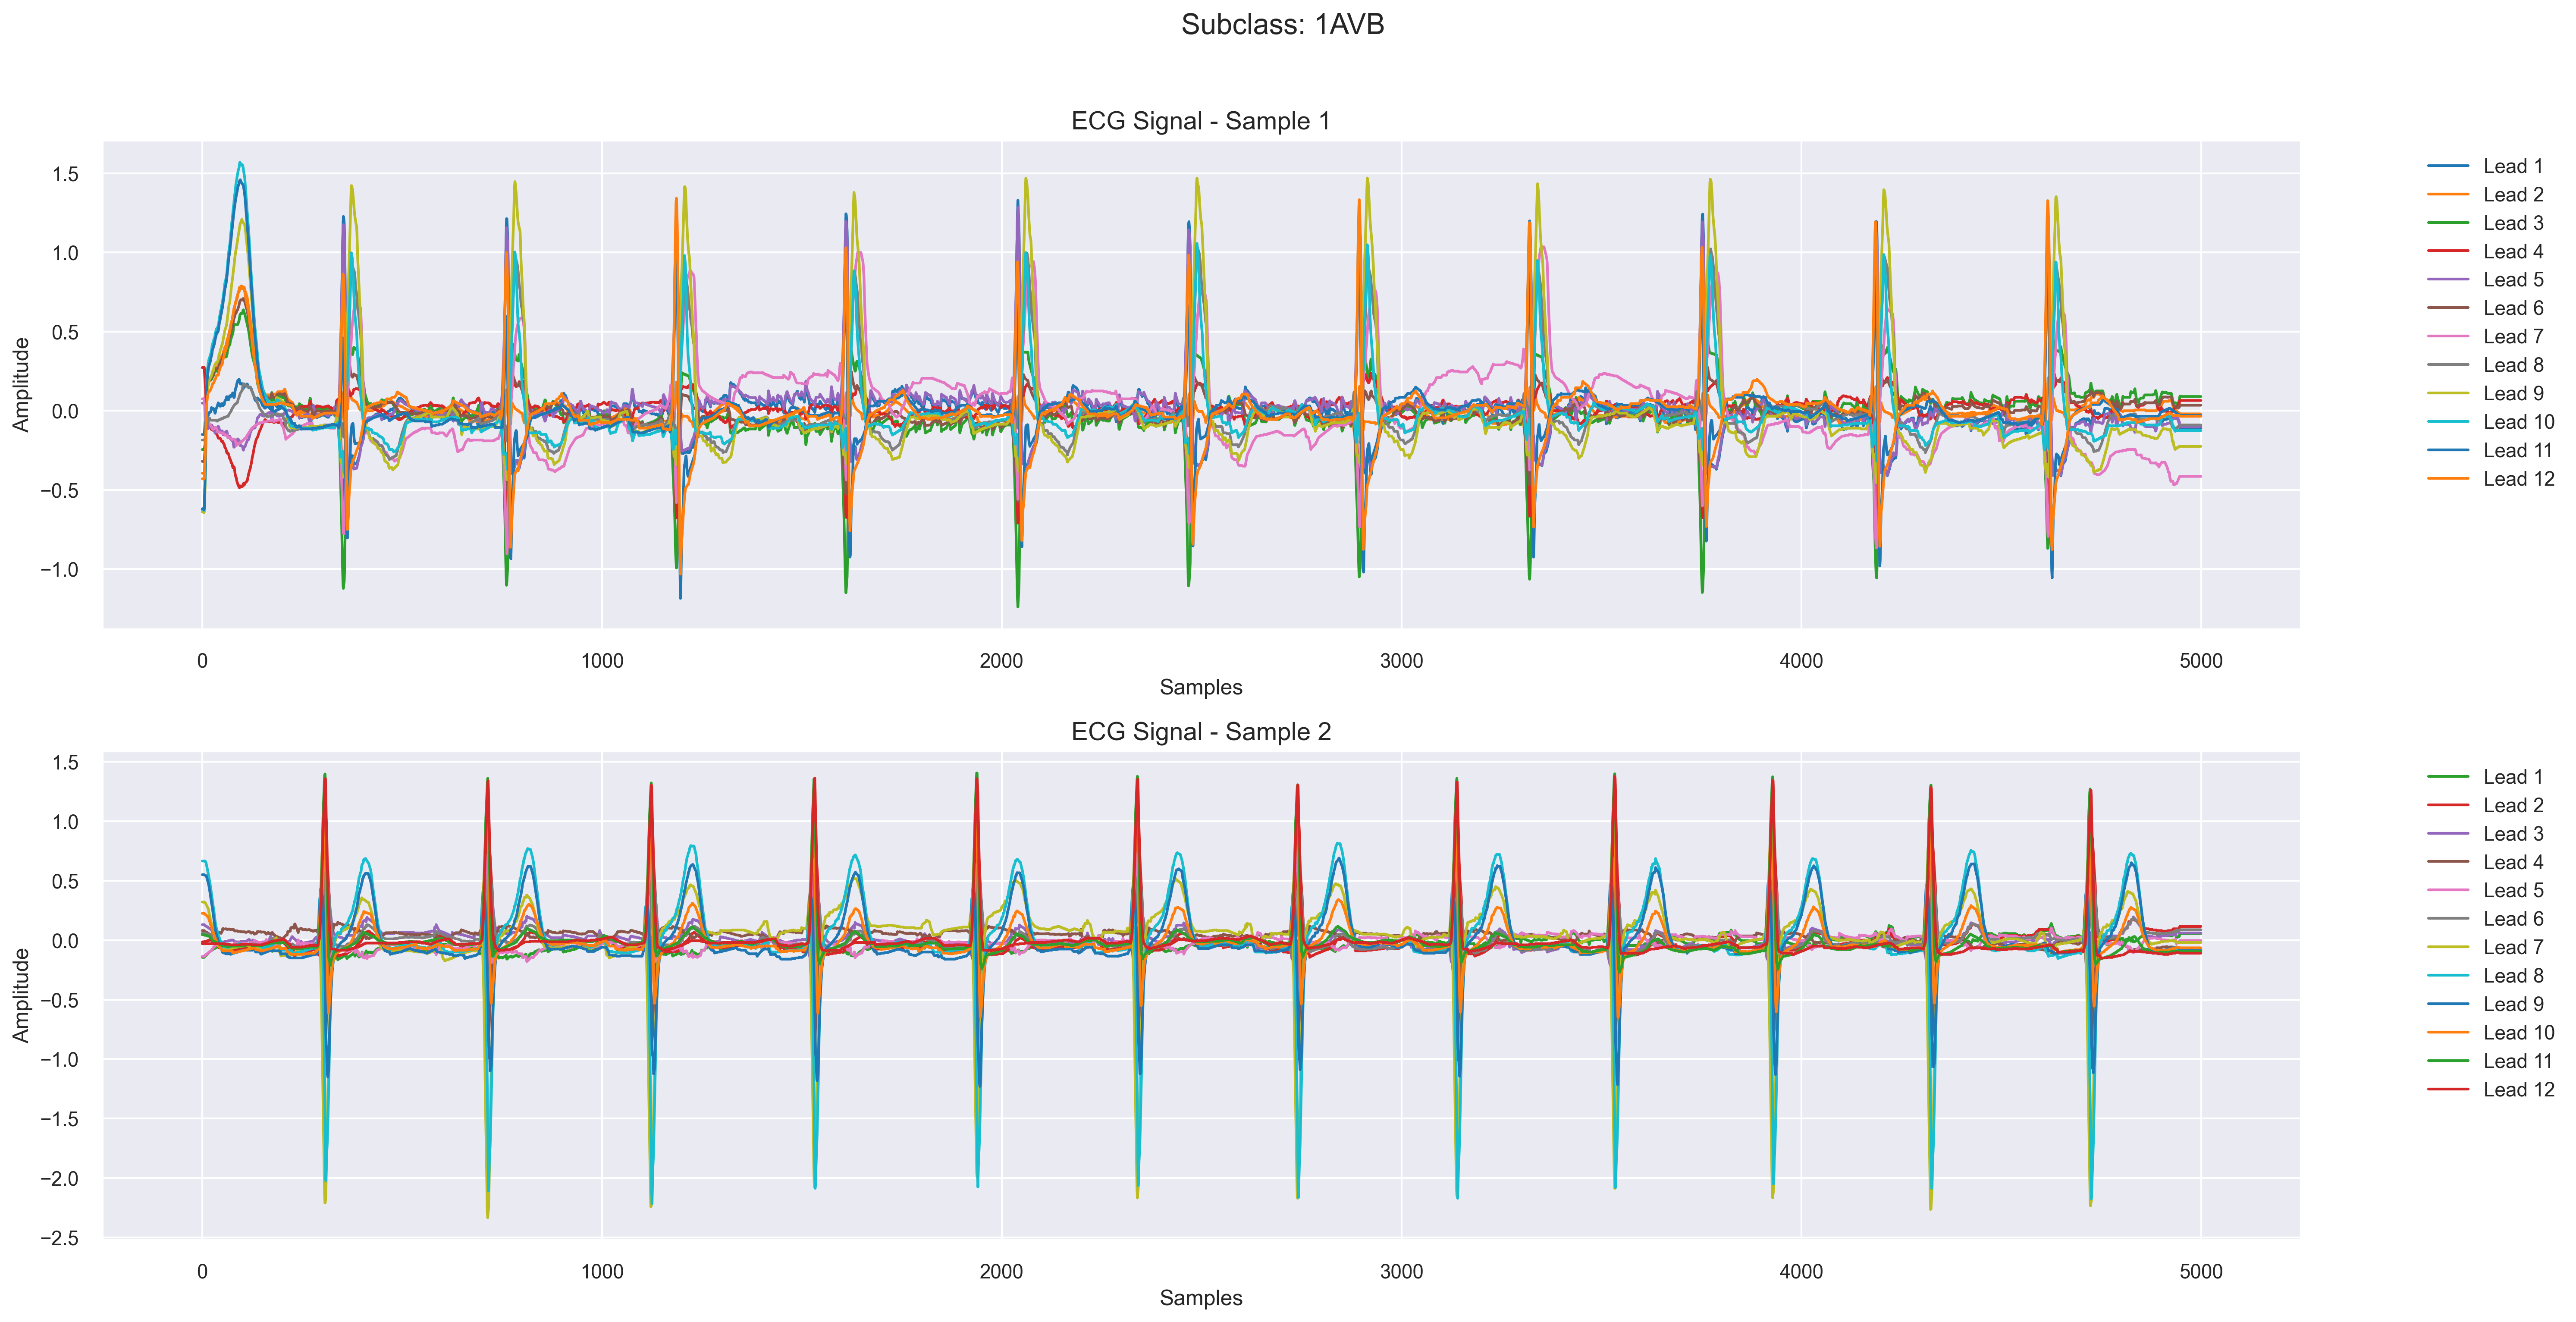 Subclass: 1AVB
ECG Signal - Sample 1
Amplitude
1.5
1.0
0.5
0.0
−0.5
−1.0
0 1000 2000 3000 4000 5000
Samples
Lead 1
Lead 2
Lead 3
Lead 4
Lead 5
Lead 6
Lead 7
Lead 8
Lead 9
Lead 10
Lead 11
Lead 12
ECG Signal - Sample 2
Amplitude
1.5
1.0
0.5
0.0
−0.5
−1.0
−1.5
−2.0
−2.5
0 1000 2000 3000 4000 5000
Samples
Lead 1
Lead 2
Lead 3
Lead 4
Lead 5
Lead 6
Lead 7
Lead 8
Lead 9
Lead 10
Lead 11
Lead 12